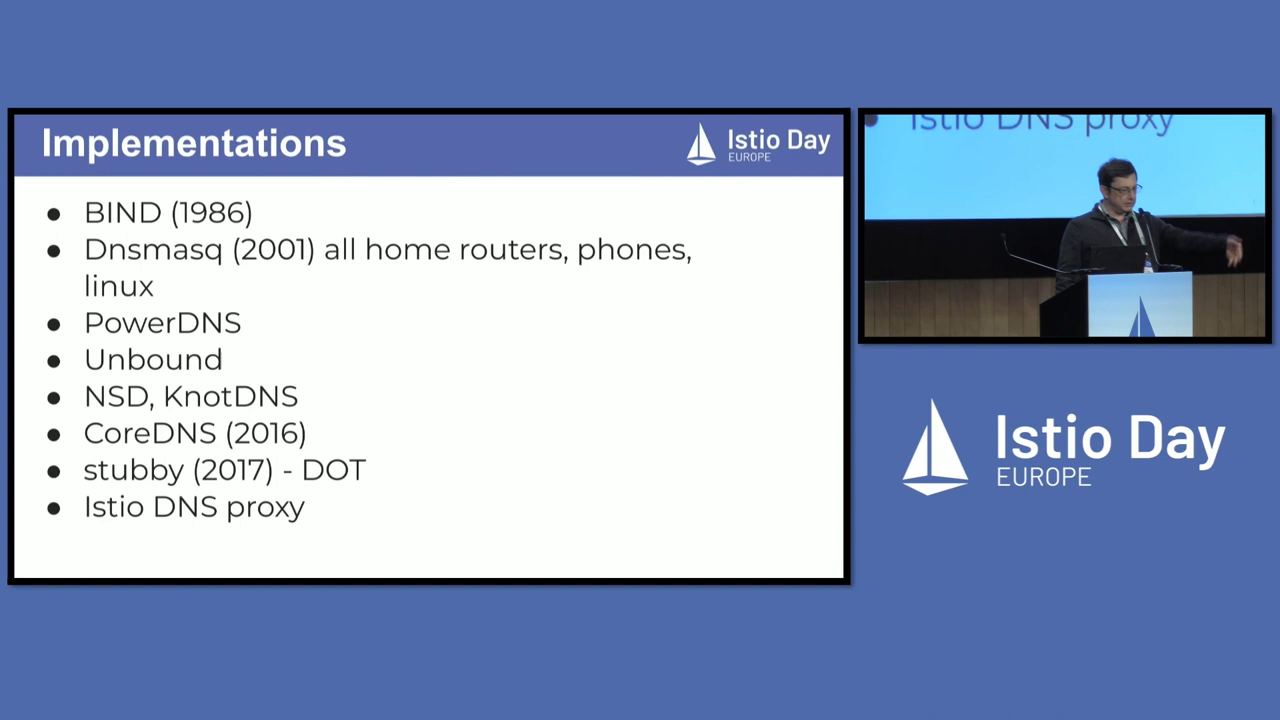 Implementations
Istio Day
EUROPE
● BIND (1986)
● Dnsmasq (2001) all home routers, phones,
linux
● PowerDNS
● Unbound
● NSD, KnotDNS
● CoreDNS (2016)
● stubby (2017) - DOT
● Istio DNS proxy
● Istio DNS proxy
Istio Day
EUROPE